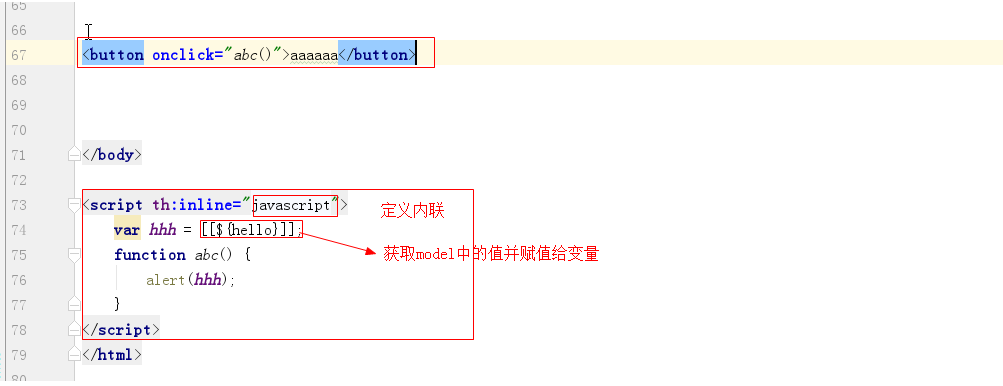 65
66
67 <button onclick="abc()">aaaaaa</button>
68
69
70
71 </body>
72
73 <script th:inline="javascript"> 定义内联
74 var hhh = [[${hello}]];
获取model中的值并赋值给变量
75 function abc() {
76 alert(hhh);
77 }
78 </script>
79 </html>
80